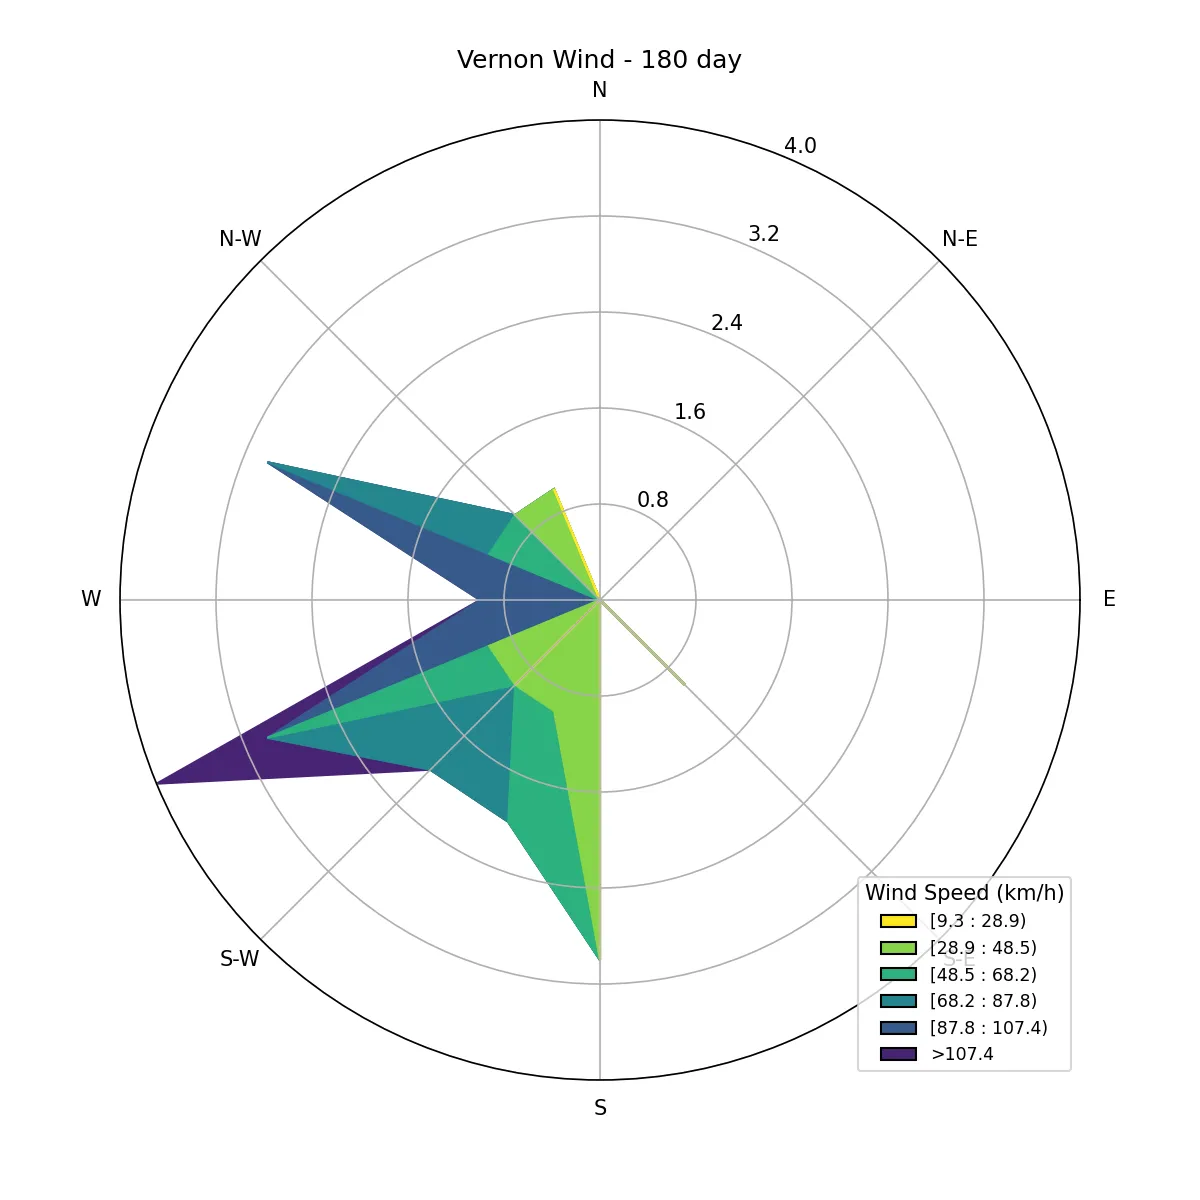 Vernon Wind - 180 day
N
4.0
N-W
3.2
N-E
2.4
1.6
0.8
W
E
S-W
S-E
S
Wind Speed (km/h)
[9.3 : 28.9)
[28.9 : 48.5)
[48.5 : 68.2)
[68.2 : 87.8)
[87.8 : 107.4)
>107.4